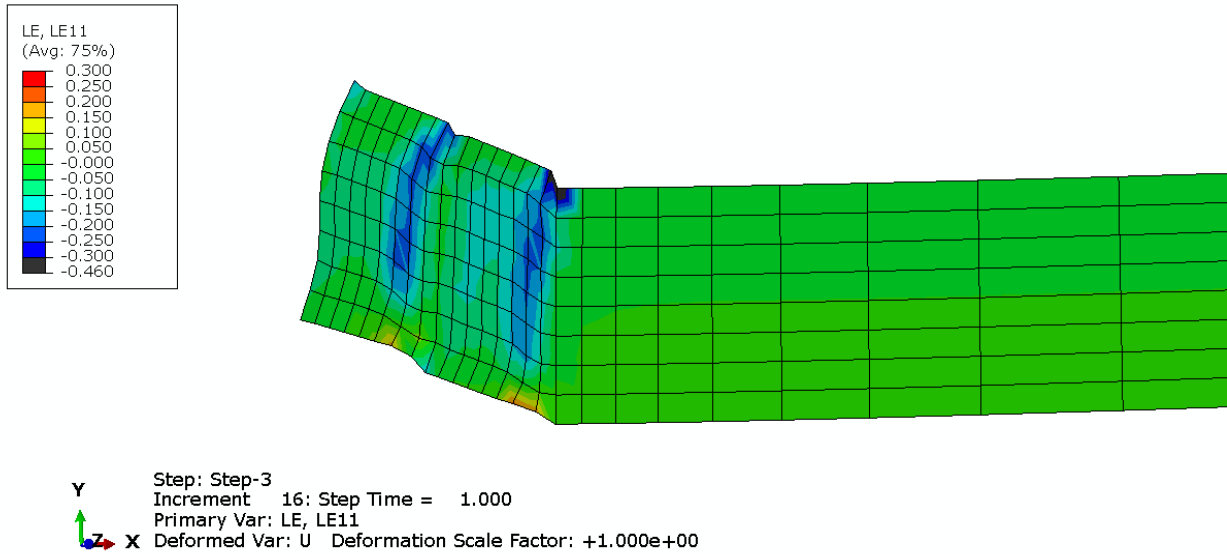 LE, LE11
(Avg: 75%)
0.300
0.250
0.200
0.150
0.100
0.050
-0.000
-0.050
-0.100
-0.150
-0.200
-0.250
-0.300
-0.460
Step: Step-3
Increment 16: Step Time = 1.000
Primary Var: LE, LE11
Deformed Var: U Deformation Scale Factor: +1.000e+00
Y
Z X